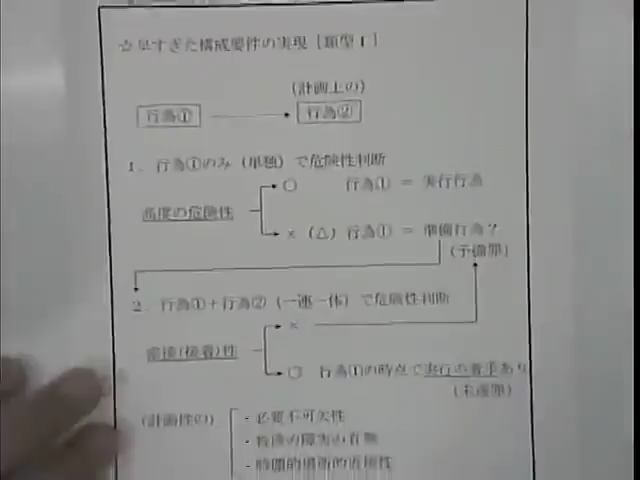 ☆早すぎた構成要件の実現［類型Ⅰ］
(計画上の)
行為① → 行為②
1. 行為①のみ（単独）で危険性判断
○ 行為① = 実行行為
高度の危険性
×（△）行為① = 準備行為？
(予備罪)
2. 行為①+行為②（一連一体）で危険性判断
×
密接(接着)性
○ 行為①の時点で実行の着手あり
(未遂罪)
(計画性の)
- 必要不可欠性
- 特段の障害の有無
- 時間的場所的近接性